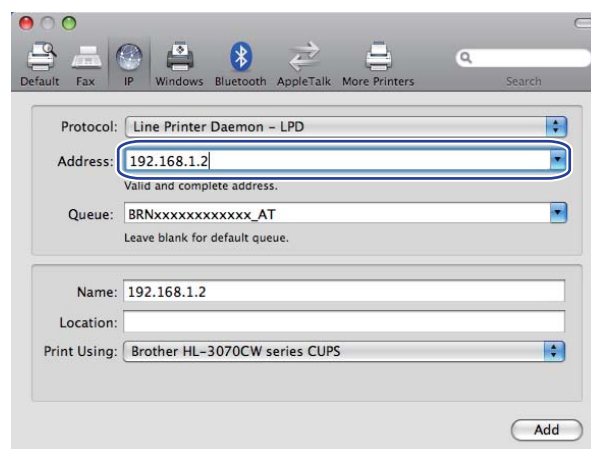 Default Fax IP Windows Bluetooth AppleTalk More Printers Search
Protocol: Line Printer Daemon – LPD
Address: 192.168.1.2
Valid and complete address.
Queue: BRNxxxxxxxxxxxx_AT
Leave blank for default queue.
Name: 192.168.1.2
Location:
Print Using: Brother HL–3070CW series CUPS
Add